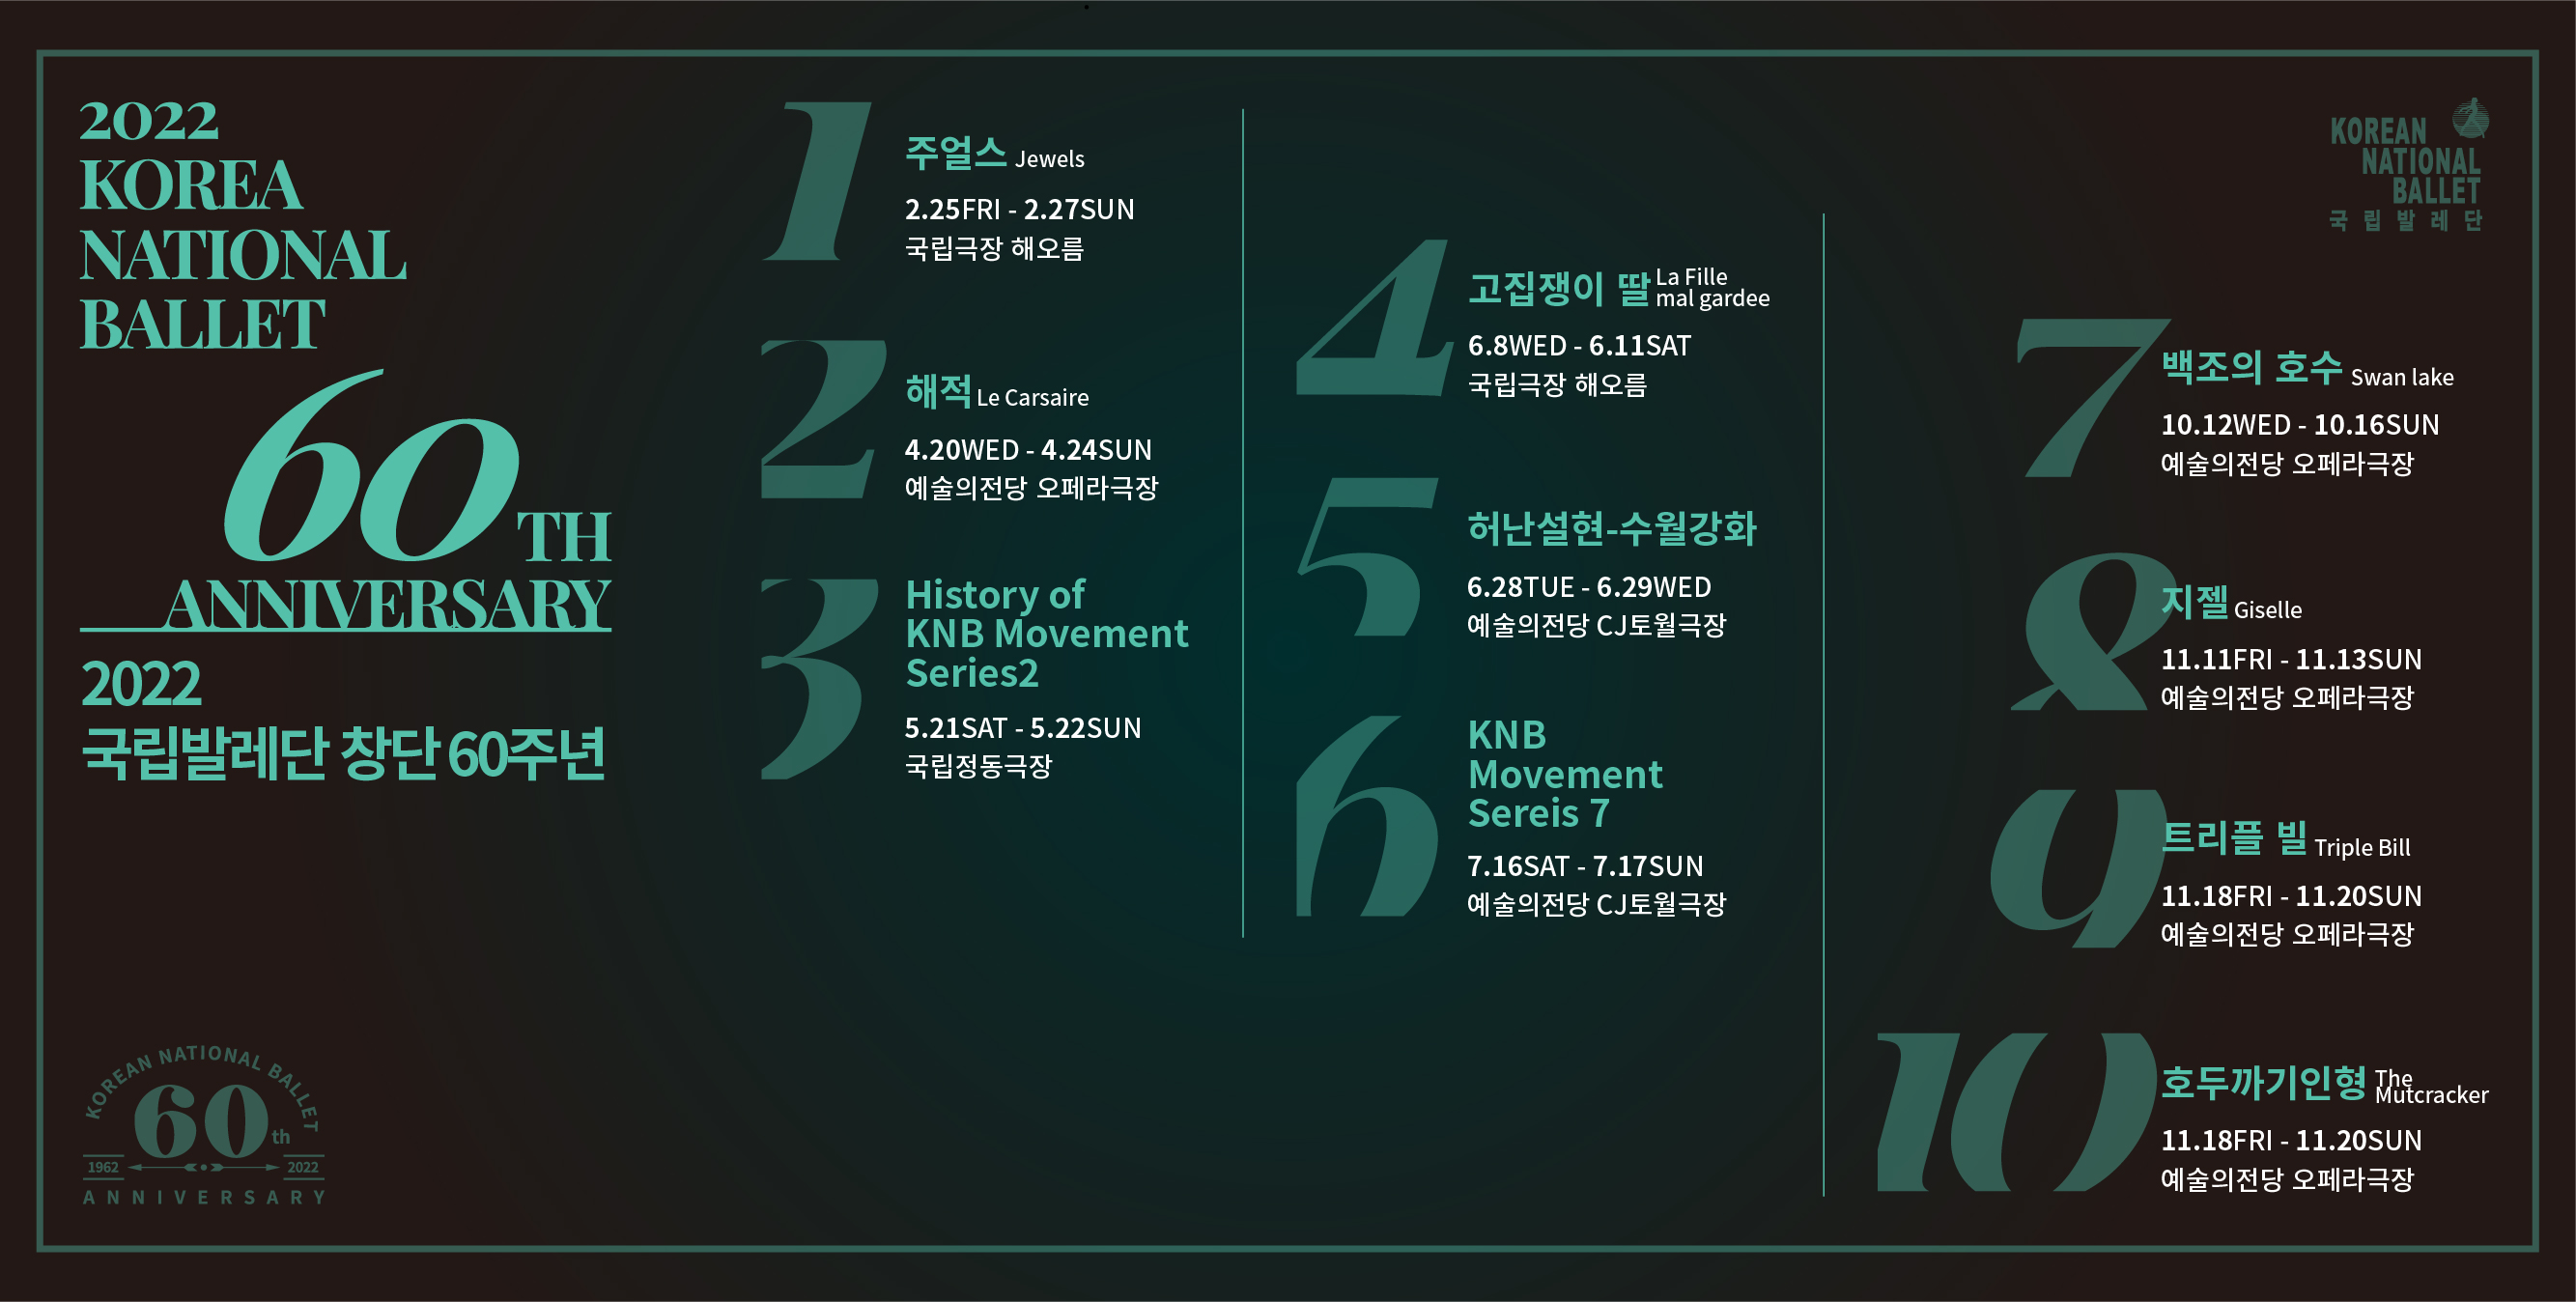 2022
KOREA
NATIONAL
BALLET
60TH
ANNIVERSARY
2022
국립발레단 창단 60주년
KOREAN NATIONAL BALLET
60th
1962 2022
ANNIVERSARY
1
주얼스 Jewels
2.25FRI - 2.27SUN
국립극장 해오름
2
해적 Le Carsaire
4.20WED - 4.24SUN
예술의전당 오페라극장
3
History of
KNB Movement
Series2
5.21SAT - 5.22SUN
국립정동극장
4
고집쟁이 딸 La Fille
mal gardee
6.8WED - 6.11SAT
국립극장 해오름
5
허난설현-수월강화
6.28TUE - 6.29WED
예술의전당 CJ토월극장
6
KNB
Movement
Sereis 7
7.16SAT - 7.17SUN
예술의전당 CJ토월극장
KOREAN
NATIONAL
BALLET
국립발레단
7
백조의 호수 Swan lake
10.12WED - 10.16SUN
예술의전당 오페라극장
8
지젤 Giselle
11.11FRI - 11.13SUN
예술의전당 오페라극장
9
트리플 빌 Triple Bill
11.18FRI - 11.20SUN
예술의전당 오페라극장
10
호두까기인형 The
Mutcracker
11.18FRI - 11.20SUN
예술의전당 오페라극장